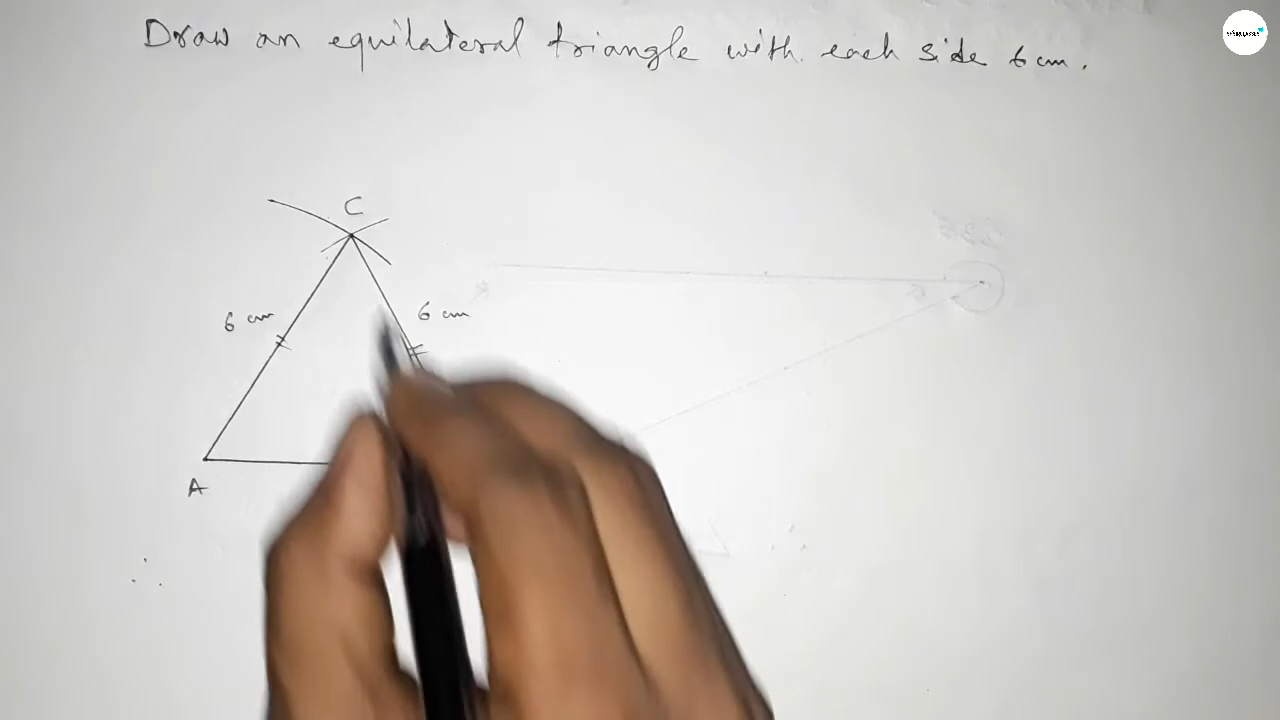 Draw an equilateral triangle with each side 6 cm.
C
6 cm 6 cm
A
∴